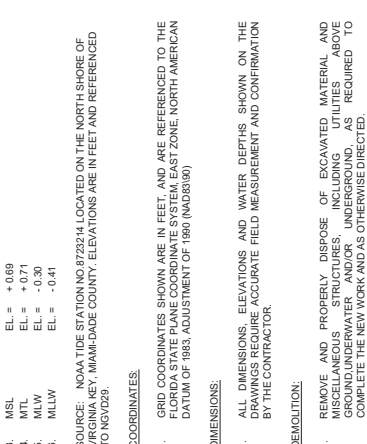 MSL EL. = + 0.69
MTL EL. = + 0.71
MLW EL. = - 0.30
MLLW EL. = - 0.41
SOURCE: NOAA TIDE STATION NO.8723214 LOCATED ON THE NORTH SHORE OF
VIRGINIA KEY, MIAMI-DADE COUNTY. ELEVATIONS ARE IN FEET AND REFERENCED
TO NGVD29.
COORDINATES:
GRID COORDINATES SHOWN ARE IN FEET, AND ARE REFERENCED TO THE
FLORIDA STATE PLANE COORDINATE SYSTEM, EAST ZONE, NORTH AMERICAN
DATUM OF 1983, ADJUSTMENT OF 1990 (NAD83\90)
DIMENSIONS:
ALL DIMENSIONS, ELEVATIONS AND WATER DEPTHS SHOWN ON THE
DRAWINGS REQUIRE ACCURATE FIELD MEASUREMENT AND CONFIRMATION
BY THE CONTRACTOR.
DEMOLITION:
REMOVE AND PROPERLY DISPOSE OF EXCAVATED MATERIAL AND
MISCELLANEOUS STRUCTURES, INCLUDING UTILITIES ABOVE
GROUND,UNDERWATER AND/OR UNDERGROUND, AS REQUIRED TO
COMPLETE THE NEW WORK AND AS OTHERWISE DIRECTED.